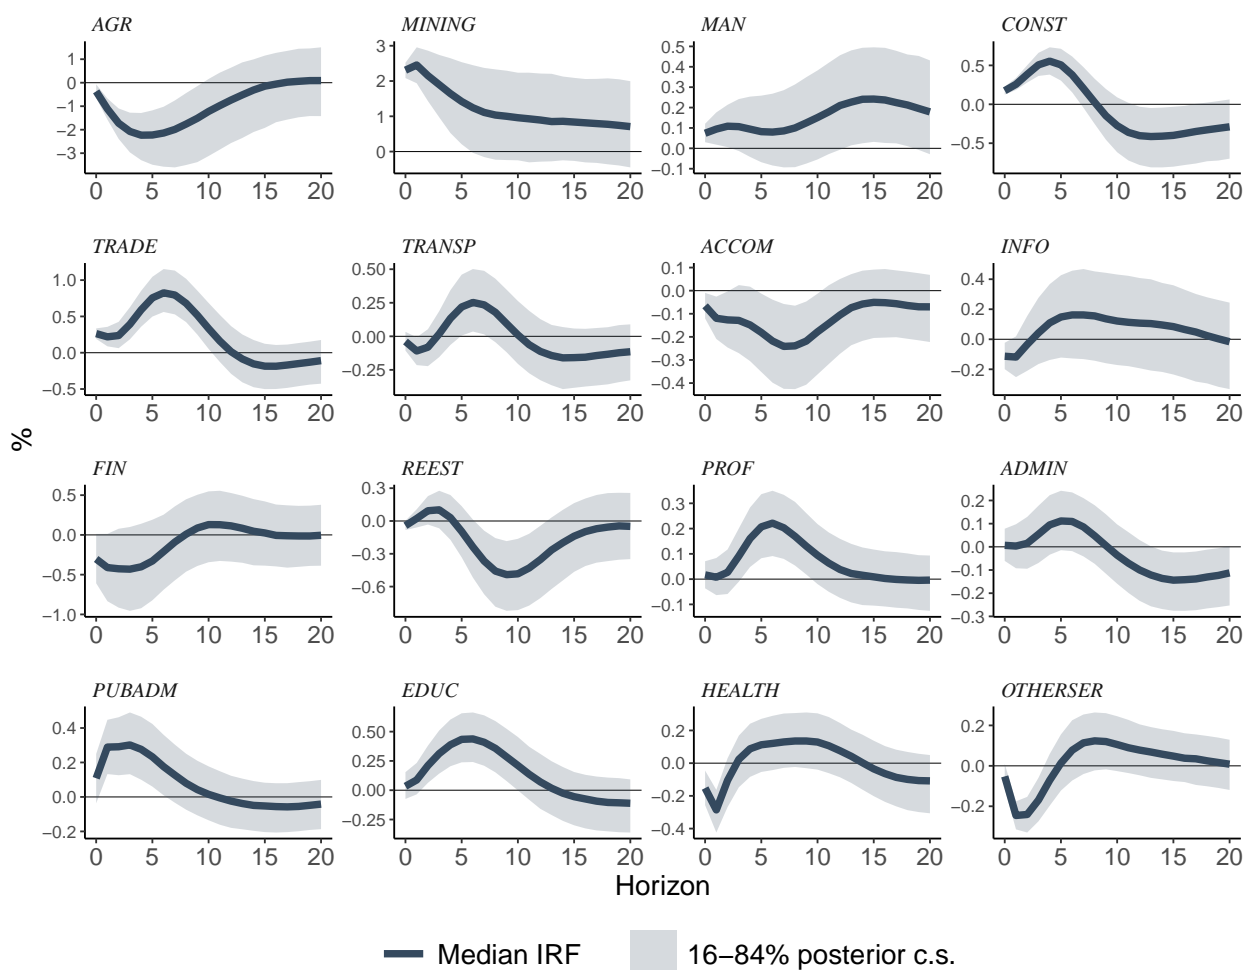 AGR
MINING
MAN
CONST
1
0
−1
−2
−3
0 5 10 15 20
3
2
1
0
0 5 10 15 20
0.5
0.4
0.3
0.2
0.1
0.0
−0.1
0 5 10 15 20
0.5
0.0
−0.5
0 5 10 15 20
TRADE
TRANSP
ACCOM
INFO
1.0
0.5
0.0
−0.5
0 5 10 15 20
0.50
0.25
0.00
−0.25
0 5 10 15 20
0.1
0.0
−0.1
−0.2
−0.3
−0.4
0 5 10 15 20
0.4
0.2
0.0
−0.2
0 5 10 15 20
%
FIN
REEST
PROF
ADMIN
0.5
0.0
−0.5
−1.0
0 5 10 15 20
0.3
0.0
−0.3
−0.6
0 5 10 15 20
0.3
0.2
0.1
0.0
−0.1
0 5 10 15 20
0.2
0.1
0.0
−0.1
−0.2
−0.3
0 5 10 15 20
PUBADM
EDUC
HEALTH
OTHERSER
0.4
0.2
0.0
−0.2
0 5 10 15 20
0.50
0.25
0.00
−0.25
0 5 10 15 20
0.2
0.0
−0.2
−0.4
0 5 10 15 20
0.2
0.0
−0.2
0 5 10 15 20
Horizon
Median IRF
16−84% posterior c.s.